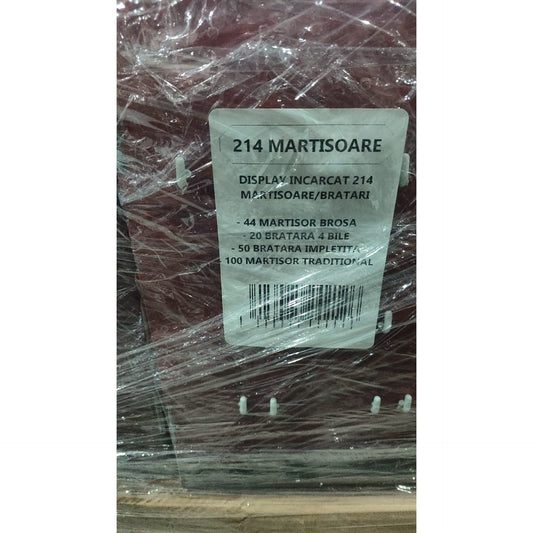 214 MARTISOARE
DISPLAY INCARCAT 214
MARTISOARE/BRATARI
- 44 MARTISOR BROSA
- 20 BRATARA 4 BILE
- 50 BRATARA IMPLETITA
- 100 MARTISOR TRADITIONAL